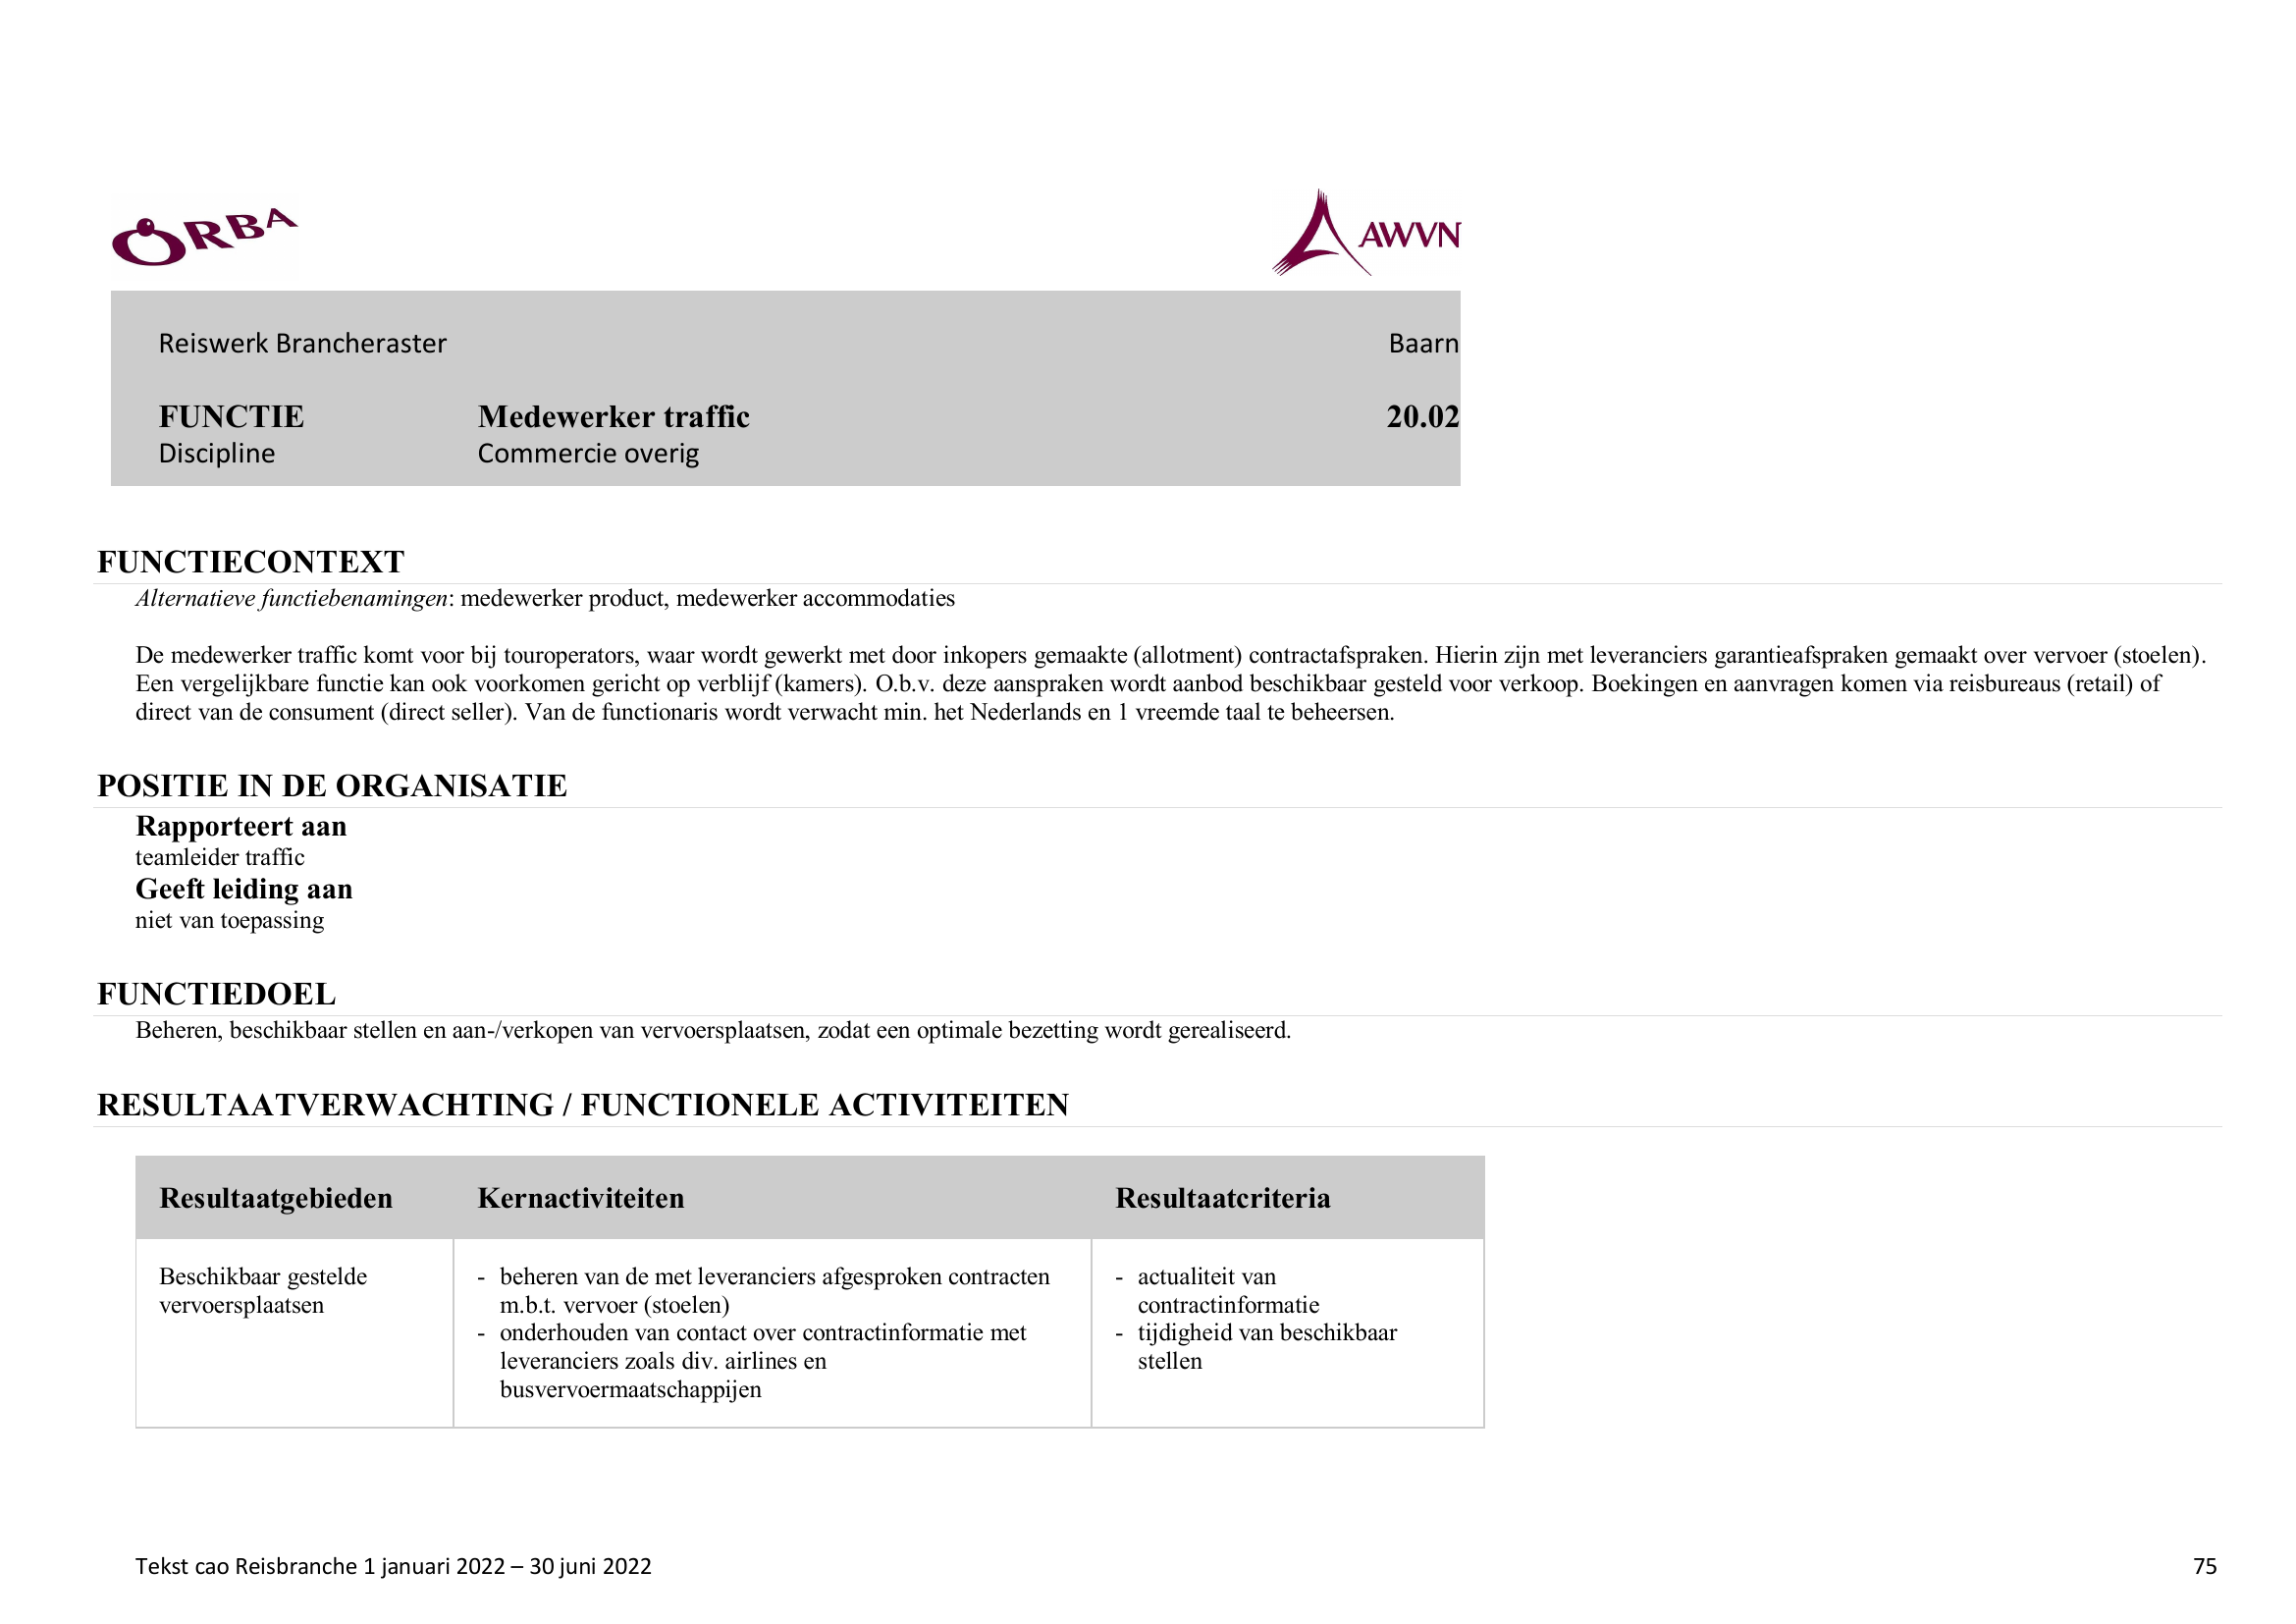 ORBA
AWVN
Reiswerk Brancheraster Baarn
FUNCTIE Medewerker traffic 20.02
Discipline Commercie overig
FUNCTIECONTEXT
Alternatieve functiebenamingen: medewerker product, medewerker accommodaties
De medewerker traffic komt voor bij touroperators, waar wordt gewerkt met door inkopers gemaakte (allotment) contractafspraken. Hierin zijn met leveranciers garantieafspraken gemaakt over vervoer (stoelen).
Een vergelijkbare functie kan ook voorkomen gericht op verblijf (kamers). O.b.v. deze aanspraken wordt aanbod beschikbaar gesteld voor verkoop. Boekingen en aanvragen komen via reisbureaus (retail) of
direct van de consument (direct seller). Van de functionaris wordt verwacht min. het Nederlands en 1 vreemde taal te beheersen.
POSITIE IN DE ORGANISATIE
Rapporteert aan
teamleider traffic
Geeft leiding aan
niet van toepassing
FUNCTIEDOEL
Beheren, beschikbaar stellen en aan-/verkopen van vervoersplaatsen, zodat een optimale bezetting wordt gerealiseerd.
RESULTAATVERWACHTING / FUNCTIONELE ACTIVITEITEN
Resultaatgebieden Kernactiviteiten Resultaatcriteria
Beschikbaar gestelde
vervoersplaatsen
- beheren van de met leveranciers afgesproken contracten
m.b.t. vervoer (stoelen)
- onderhouden van contact over contractinformatie met
leveranciers zoals div. airlines en
busvervoermaatschappijen
- actualiteit van
contractinformatie
- tijdigheid van beschikbaar
stellen
Tekst cao Reisbranche 1 januari 2022 – 30 juni 2022 75